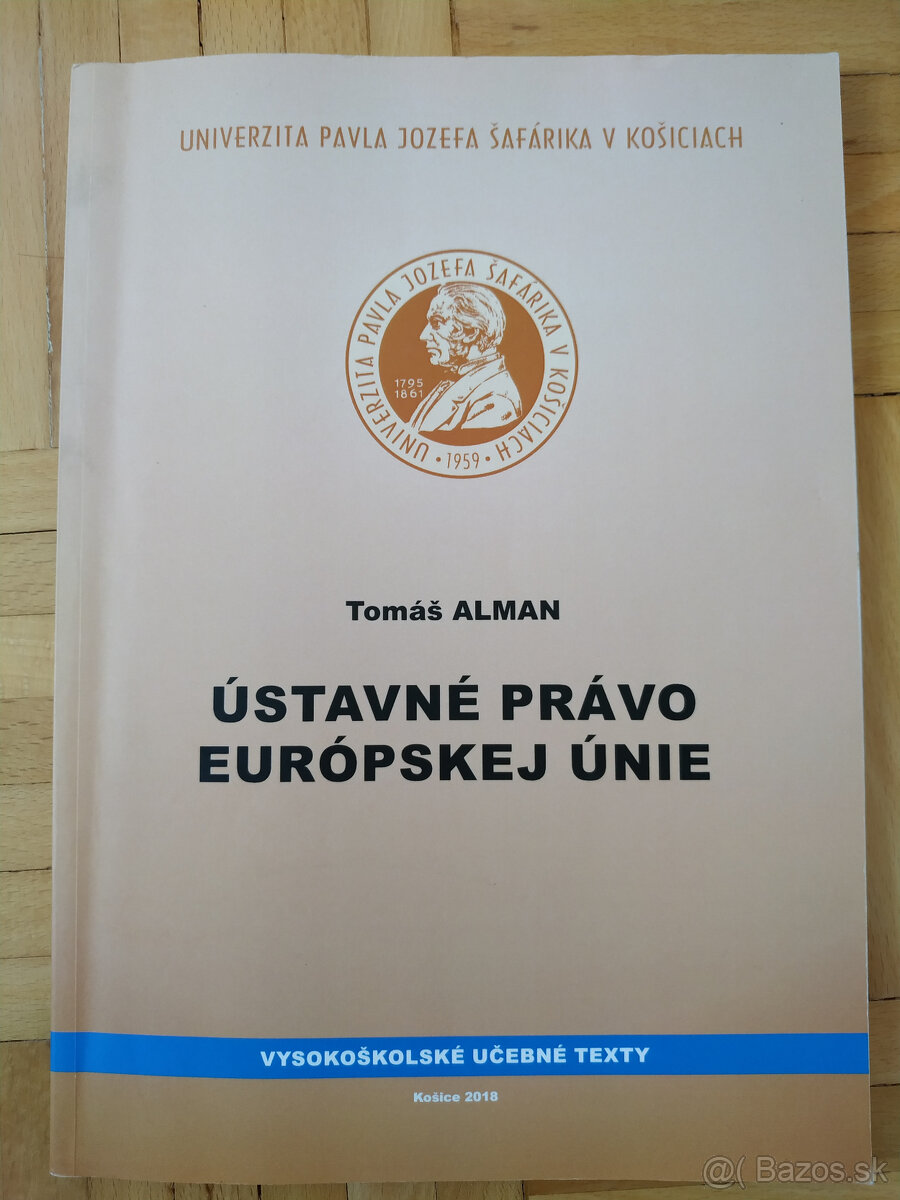 UNIVERZITA PAVLA JOZEFA ŠAFÁRIKA V KOŠICIACH
UNIVERZITA PAVLA JOZEFA ŠAFÁRIKA V KOŠICIACH
1795
1861
· 1959 ·
Tomáš ALMAN
ÚSTAVNÉ PRÁVO
EURÓPSKEJ ÚNIE
VYSOKOŠKOLSKÉ UČEBNÉ TEXTY
Košice 2018
@( Bazos.sk